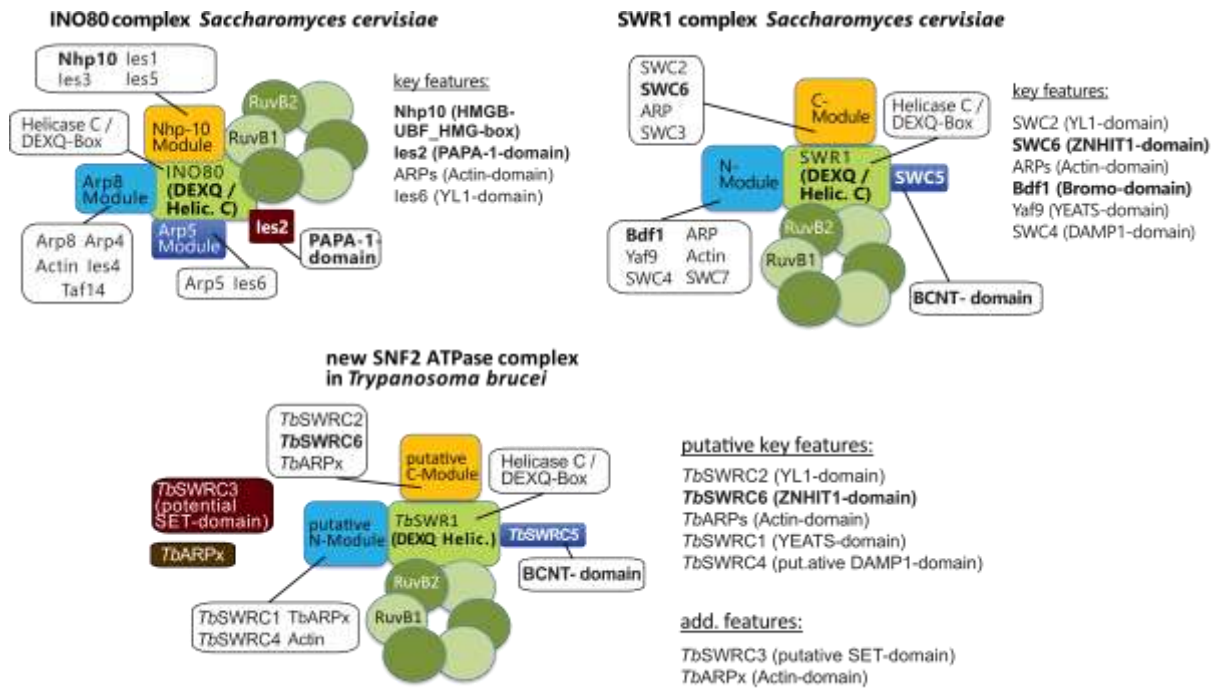 INO80 complex Saccharomyces cervisiae
Nhp10 Ies1
Ies3 Ies5
Helicase C /
DEXQ-Box
Nhp-10
Module
RuvB2
RuvB1
INO80
(DEXQ /
Helic. C)
Arp8
Module
Arp5
Module
Ies2
PAPA-1-
domain
Arp8 Arp4
Actin Ies4
Taf14
Arp5 Ies6
key features:
Nhp10 (HMGB-
UBF_HMG-box)
Ies2 (PAPA-1-domain)
ARPs (Actin-domain)
Ies6 (YL1-domain)
SWR1 complex Saccharomyces cervisiae
SWC2
SWC6
ARP
SWC3
C-
Module
Helicase C /
DEXQ-Box
N-
Module
SWR1
(DEXQ /
Helic. C)
SWC5
RuvB2
RuvB1
Bdf1 ARP
Yaf9 Actin
SWC4 SWC7
BCNT- domain
key features:
SWC2 (YL1-domain)
SWC6 (ZNHIT1-domain)
ARPs (Actin-domain)
Bdf1 (Bromo-domain)
Yaf9 (YEATS-domain)
SWC4 (DAMP1-domain)
new SNF2 ATPase complex
in Trypanosoma brucei
TbSWRC2
TbSWRC6
TbARPx
putative
C-Module
Helicase C /
DEXQ-Box
TbSWRC3
(potential
SET-domain)
TbARPx
putative
N-Module
TbSWR1
(DEXQ Helic.)
TbSWRC5
BCNT- domain
RuvB2
RuvB1
TbSWRC1 TbARPx
TbSWRC4 Actin
putative key features:
TbSWRC2 (YL1-domain)
TbSWRC6 (ZNHIT1-domain)
TbARPs (Actin-domain)
TbSWRC1 (YEATS-domain)
TbSWRC4 (put.ative DAMP1-domain)
add. features:
TbSWRC3 (putative SET-domain)
TbARPx (Actin-domain)